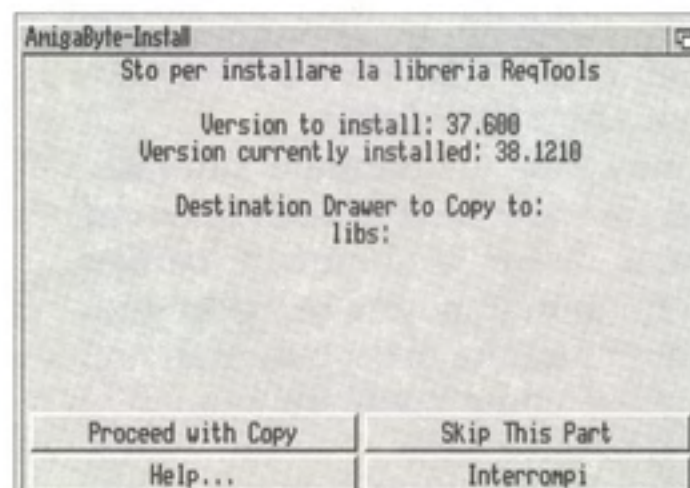 AmigaByte-Install
Sto per installare la libreria ReqTools
Version to install: 37.600
Version currently installed: 38.1210
Destination Drawer to Copy to:
libs:
Proceed with Copy
Skip This Part
Help...
Interrompi